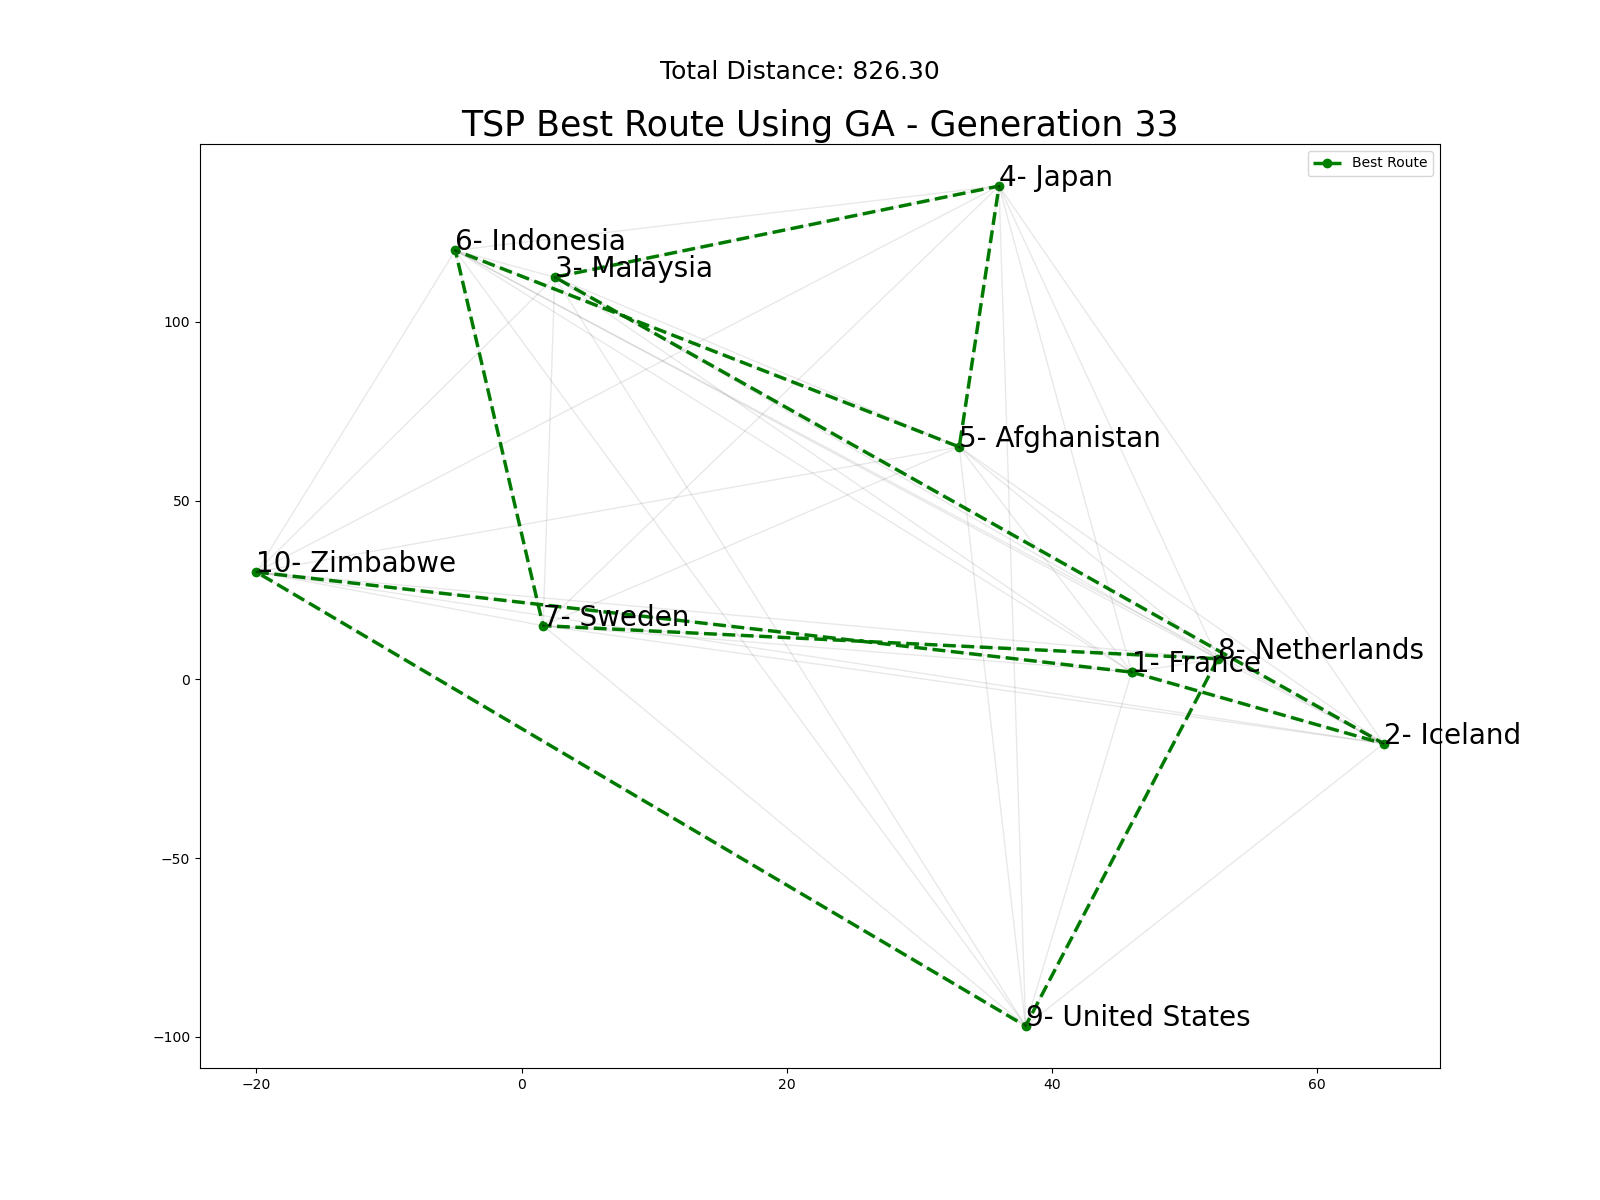 Total Distance: 826.30
TSP Best Route Using GA - Generation 33
Best Route
4- Japan
6- Indonesia
3- Malaysia
5- Afghanistan
10- Zimbabwe
7- Sweden
8- Netherlands
1- France
2- Iceland
9- United States
100
50
0
−50
−100
−20
0
20
40
60